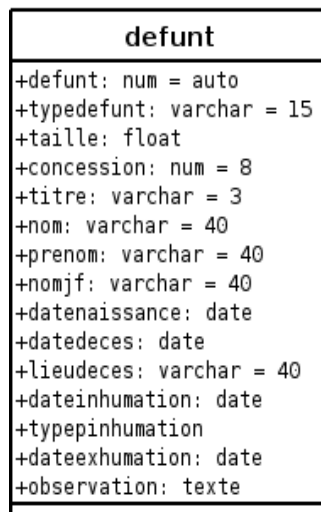 defunt
+defunt: num = auto
+typedefunt: varchar = 15
+taille: float
+concession: num = 8
+titre: varchar = 3
+nom: varchar = 40
+prenom: varchar = 40
+nomjf: varchar = 40
+datenaissance: date
+datedeces: date
+lieudeces: varchar = 40
+dateinhumation: date
+typepinhumation
+dateexhumation: date
+observation: texte